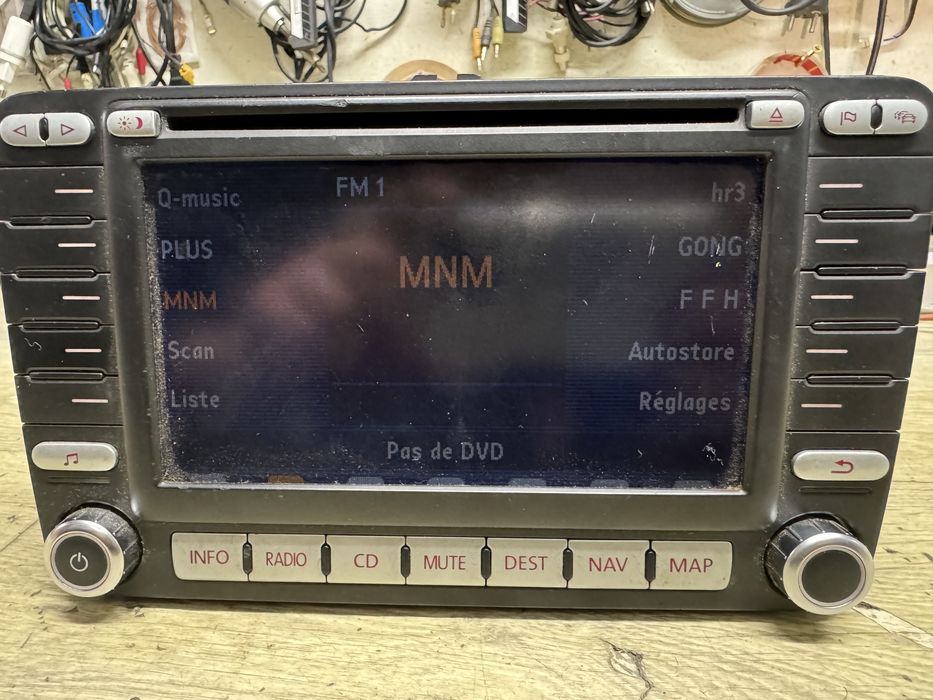 FM 1
Q-music
hr3
PLUS
GONG
MNM
MNM
F F H
Scan
Autostore
Liste
Réglages
Pas de DVD
INFO
RADIO
CD
MUTE
DEST
NAV
MAP